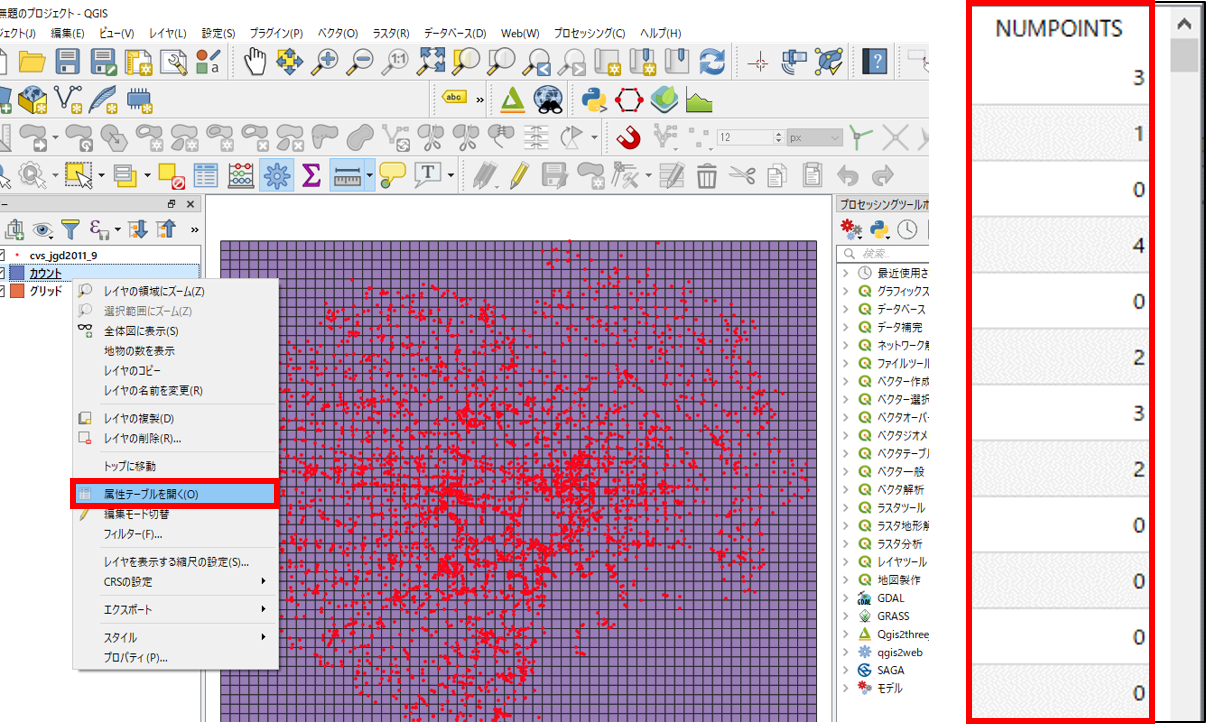 無題のプロジェクト - QGIS
ジェクト(J) 編集(E) ビュー(V) レイヤ(L) 設定(S) プラグイン(P) ベクタ(O) ラスタ(R) データベース(D) Web(W) プロセッシング(C) ヘルプ(H)
1:1
abc
»
12
px
T
プロセッシングツールボ
»
検索...
cvs_jgd2011_9
カウント
グリッド
レイヤの領域にズーム(Z)
選択範囲にズーム(Z)
全体図に表示(S)
地物の数を表示
レイヤのコピー
レイヤの名前を変更(R)
レイヤの複製(D)
レイヤの削除(R)...
トップに移動
属性テーブルを開く(O)
編集モード切替
フィルター(F)...
レイヤを表示する縮尺の設定(S)...
CRSの設定
エクスポート
スタイル
プロパティ(P)...
最近使用さ
グラフィックス
データベース
データ補完
ネットワーク解
ファイルツール
ベクター作成
ベクター選択
ベクタオーバー
ベクタジオメ
ベクタテーブル
ベクター一般
ベクタ解析
ラスタツール
ラスタ地形解
ラスタ分析
レイヤツール
地図製作
GDAL
GRASS
Qgis2threej
qgis2web
SAGA
モデル
NUMPOINTS
3
1
0
4
0
2
3
2
0
0
0
0